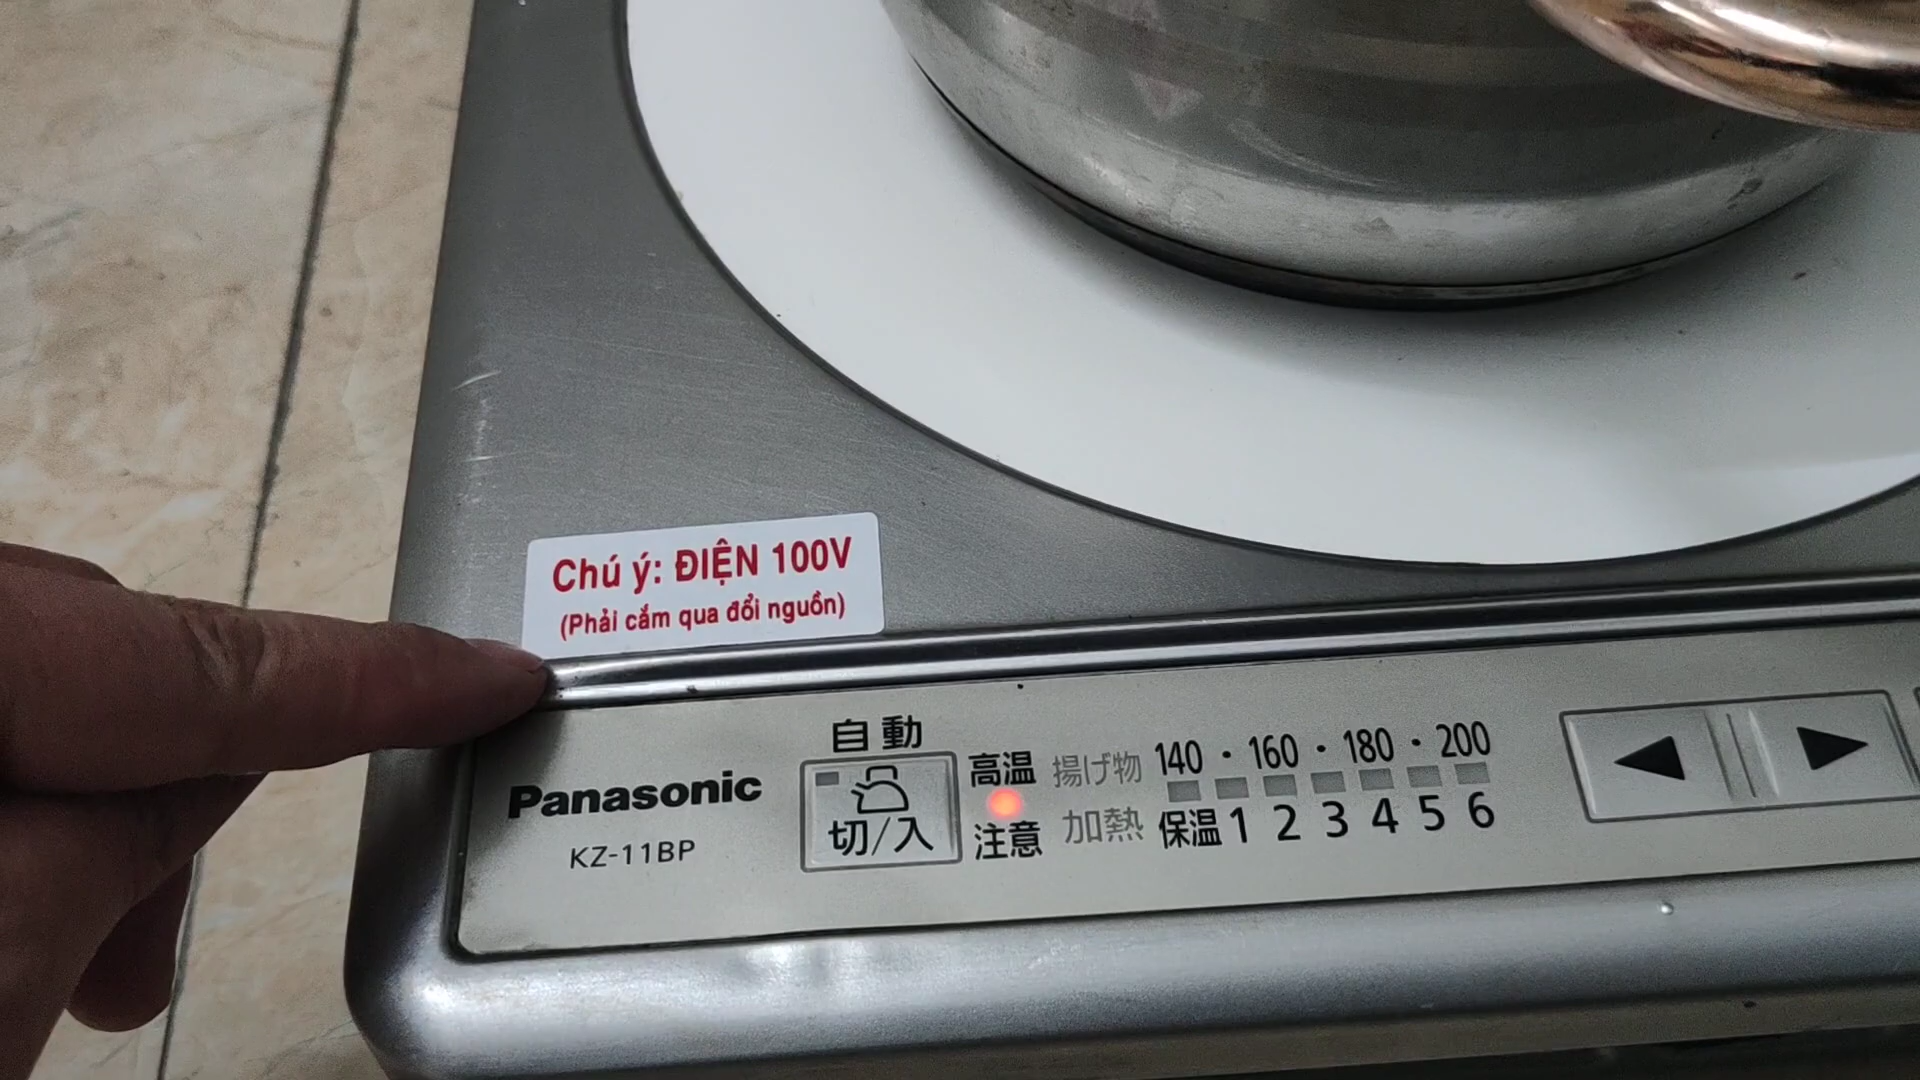 Chú ý: ĐIỆN 100V
(Phải cắm qua đổi nguồn)
Panasonic
KZ-11BP
自動
切/入
高温
注意
揚げ物 140・160・180・200
加熱 保温 1 2 3 4 5 6